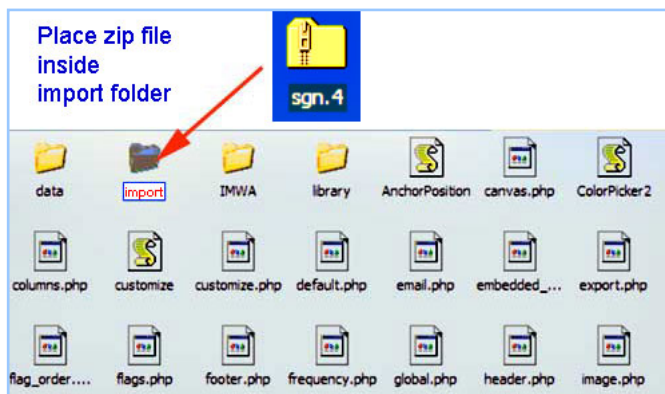 Place zip file
inside
import folder
sgn.4
data import IMWA library AnchorPosition canvas.php ColorPicker2
columns.php customize customize.php default.php email.php embedded_... export.php
flag_order.... flags.php footer.php frequency.php global.php header.php image.php